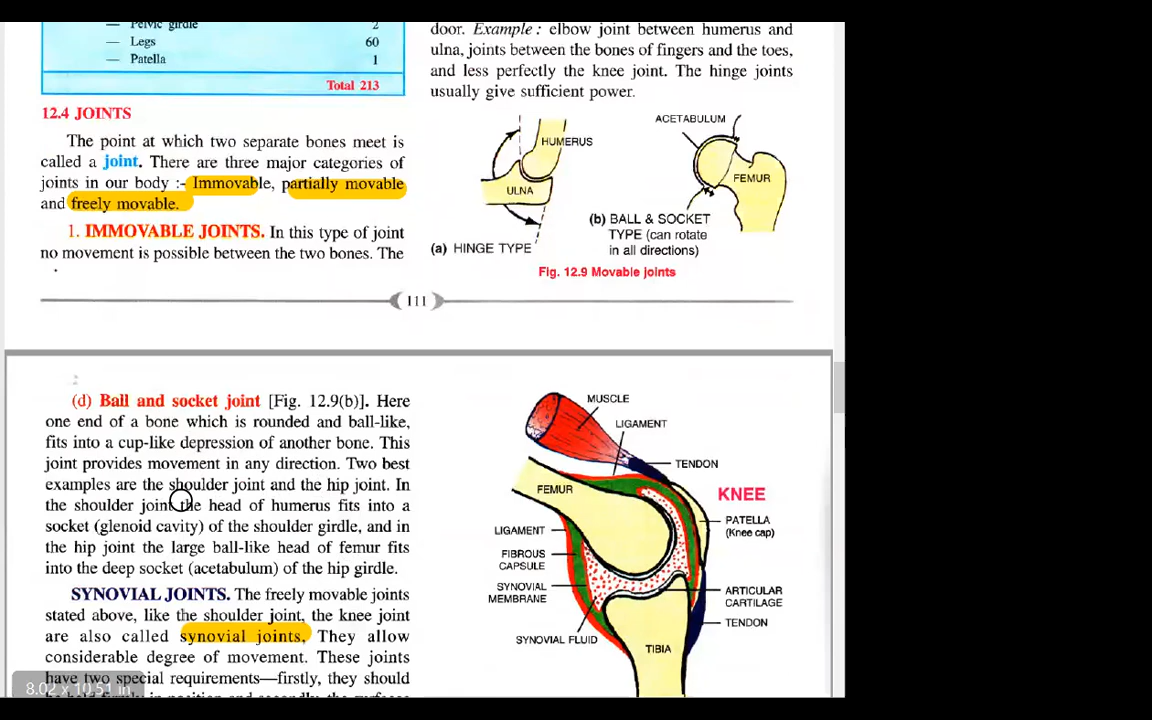 — Pelvic girdle 2
— Legs 60
— Patella 1
Total 213
12.4 JOINTS
The point at which two separate bones meet is
called a joint. There are three major categories of
joints in our body :- Immovable, partially movable
and freely movable.
1. IMMOVABLE JOINTS. In this type of joint
no movement is possible between the two bones. The
door. Example : elbow joint between humerus and
ulna, joints between the bones of fingers and the toes,
and less perfectly the knee joint. The hinge joints
usually give sufficient power.
HUMERUS
ULNA
(a) HINGE TYPE
ACETABULUM
FEMUR
(b) BALL & SOCKET
TYPE (can rotate
in all directions)
Fig. 12.9 Movable joints
111
(d) Ball and socket joint [Fig. 12.9(b)]. Here
one end of a bone which is rounded and ball-like,
fits into a cup-like depression of another bone. This
joint provides movement in any direction. Two best
examples are the shoulder joint and the hip joint. In
the shoulder joint the head of humerus fits into a
socket (glenoid cavity) of the shoulder girdle, and in
the hip joint the large ball-like head of femur fits
into the deep socket (acetabulum) of the hip girdle.
SYNOVIAL JOINTS. The freely movable joints
stated above, like the shoulder joint, the knee joint
are also called synovial joints. They allow
considerable degree of movement. These joints
have two special requirements—firstly, they should
8.02 x 10.51 in
MUSCLE
LIGAMENT
TENDON
FEMUR
KNEE
PATELLA
(Knee cap)
LIGAMENT
FIBROUS
CAPSULE
SYNOVIAL
MEMBRANE
ARTICULAR
CARTILAGE
TENDON
SYNOVIAL FLUID
TIBIA